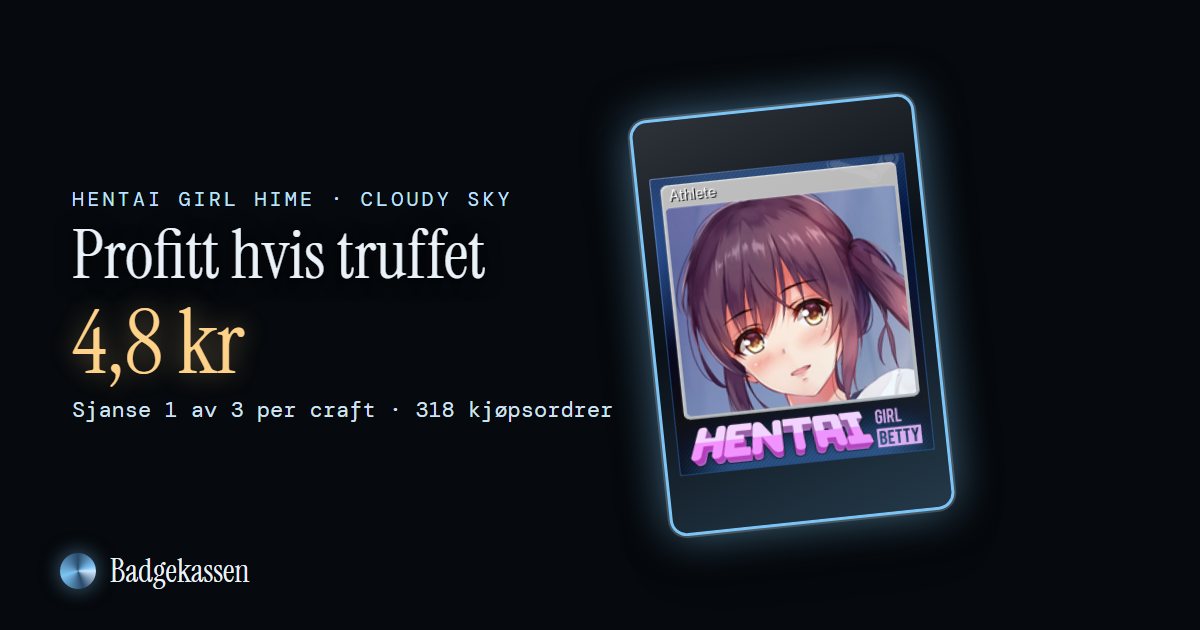 HENTAI GIRL HIME · CLOUDY SKY
Profitt hvis truffet
4,8 kr
Sjanse 1 av 3 per craft · 318 kjøpsordrer
Athlete
HENTAI GIRL
BETTY
Badgekassen